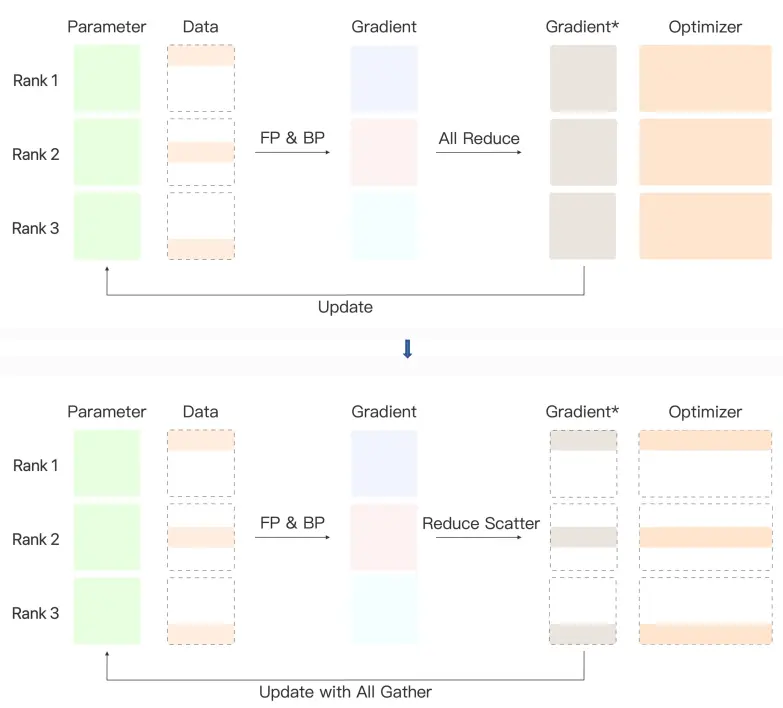 Parameter Data Gradient Gradient* Optimizer
Rank 1
FP & BP All Reduce
Rank 2
Rank 3
Update
Parameter Data Gradient Gradient* Optimizer
Rank 1
FP & BP Reduce Scatter
Rank 2
Rank 3
Update with All Gather